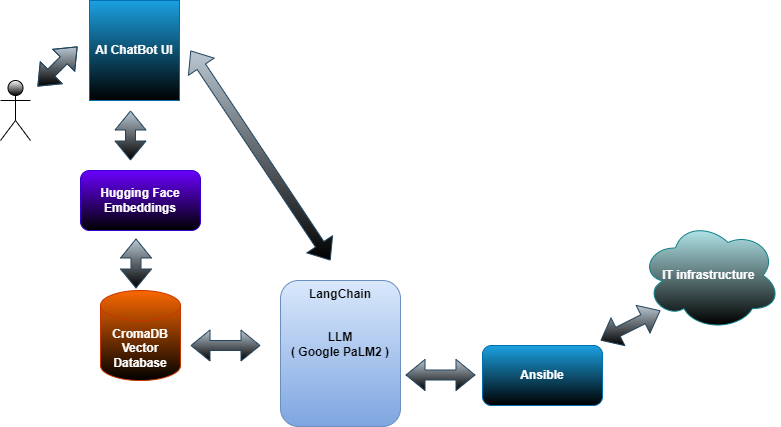 AI ChatBot UI
Hugging Face
Embeddings
CromaDB
Vector
Database
LangChain
LLM
( Google PaLM2 )
Ansible
IT infrastructure